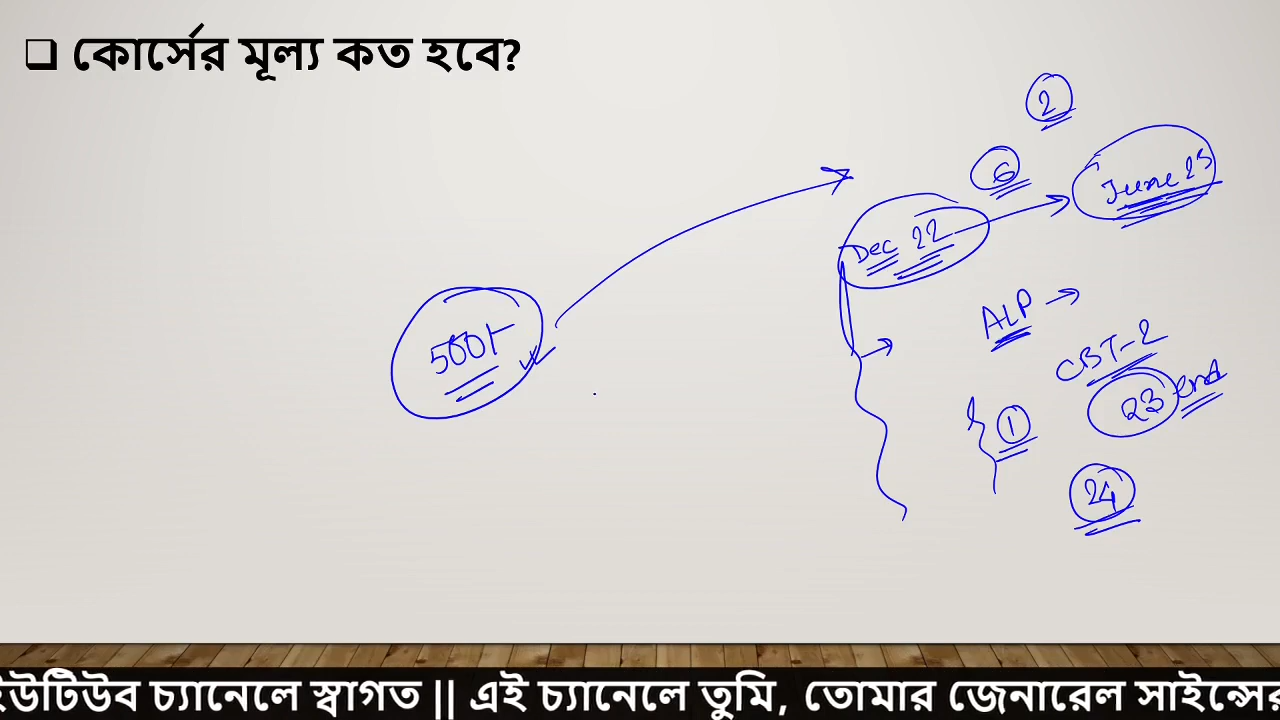 ❑ কোর্সের মূল্য কত হবে?
2
6
June 25
Dec 22
ALP →
500+
CBT-2
23 end
1
24
ইউটিউব চ্যানেলে স্বাগত || এই চ্যানেলে তুমি, তোমার জেনারেল সাইন্সের